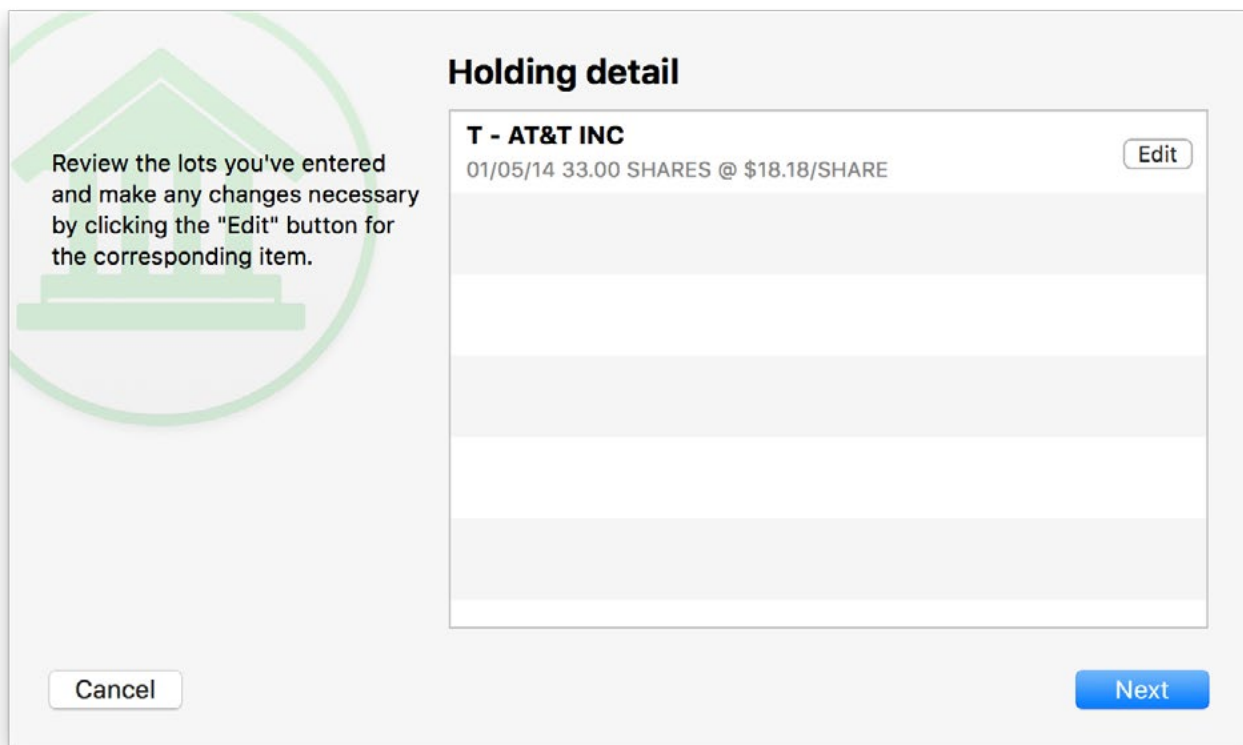 Holding detail
Review the lots you've entered
and make any changes necessary
by clicking the "Edit" button for
the corresponding item.
T - AT&T INC
01/05/14 33.00 SHARES @ $18.18/SHARE
Edit
Cancel
Next